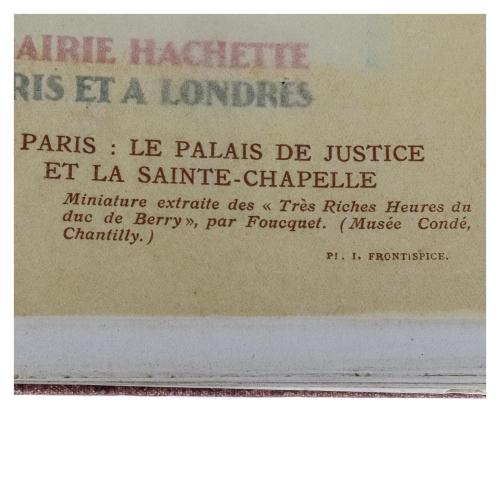 AIRIE HACHETTE
RIS ET A LONDRES
PARIS : LE PALAIS DE JUSTICE
ET LA SAINTE-CHAPELLE
Miniature extraite des « Très Riches Heures du
duc de Berry », par Foucquet. (Musée Condé,
Chantilly.)
Pl. I. FRONTISPICE.